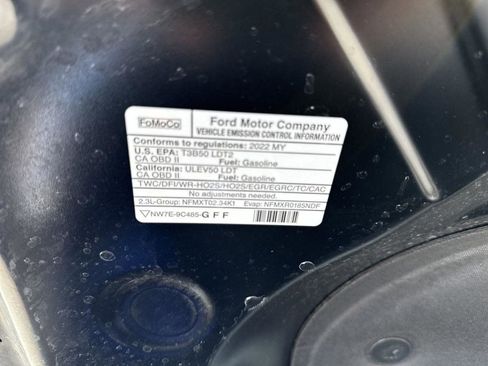 FoMoCo
Ford Motor Company
VEHICLE EMISSION CONTROL INFORMATION
Conforms to regulations: 2022 MY
U.S. EPA: T3B50 LDT2
CA OBD II Fuel: Gasoline
California: ULEV50 LDT
CA OBD II Fuel: Gasoline
TWC/DFI/WR-HO2S/HO2S/EGR/EGRC/TC/CAC
No adjustments needed.
2.3L-Group: NFMXT02.34K1 Evap: NFMXR0185NDF
NW7E-9C485-GFF